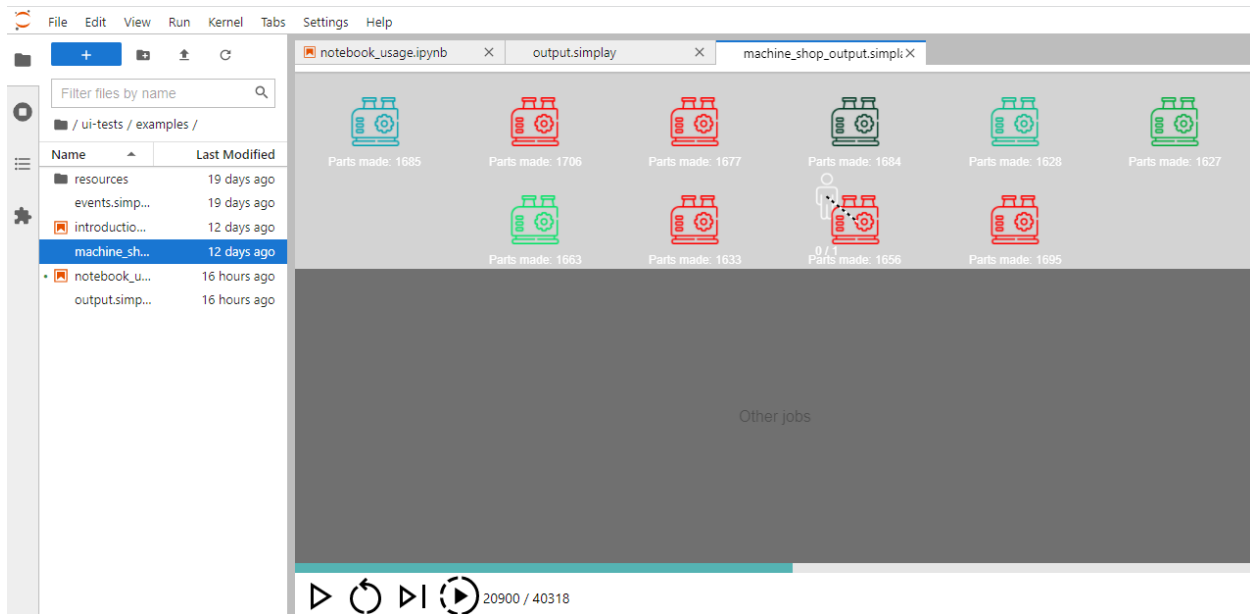 File Edit View Run Kernel Tabs Settings Help
+
notebook_usage.ipynb
output.simplay
machine_shop_output.simpl
Filter files by name
/ ui-tests / examples /
Name Last Modified
resources 19 days ago
events.simp... 19 days ago
introductio... 12 days ago
machine_sh... 12 days ago
notebook_u... 16 hours ago
output.simp... 16 hours ago
Parts made: 1685 Parts made: 1706 Parts made: 1677 Parts made: 1684 Parts made: 1628 Parts made: 1627
0 / 1
Parts made: 1663 Parts made: 1633 Parts made: 1656 Parts made: 1695
Other jobs
20900 / 40318